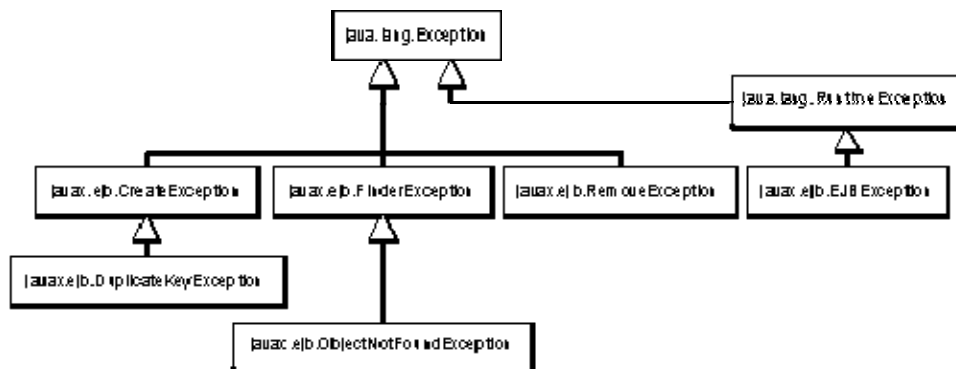 java.lang.Exception
java.lang.RuntimeException
javax.ejb.CreateException
javax.ejb.FinderException
javax.ejb.RemoveException
javax.ejb.EJBException
javax.ejb.DuplicateKeyException
javax.ejb.ObjectNotFoundException